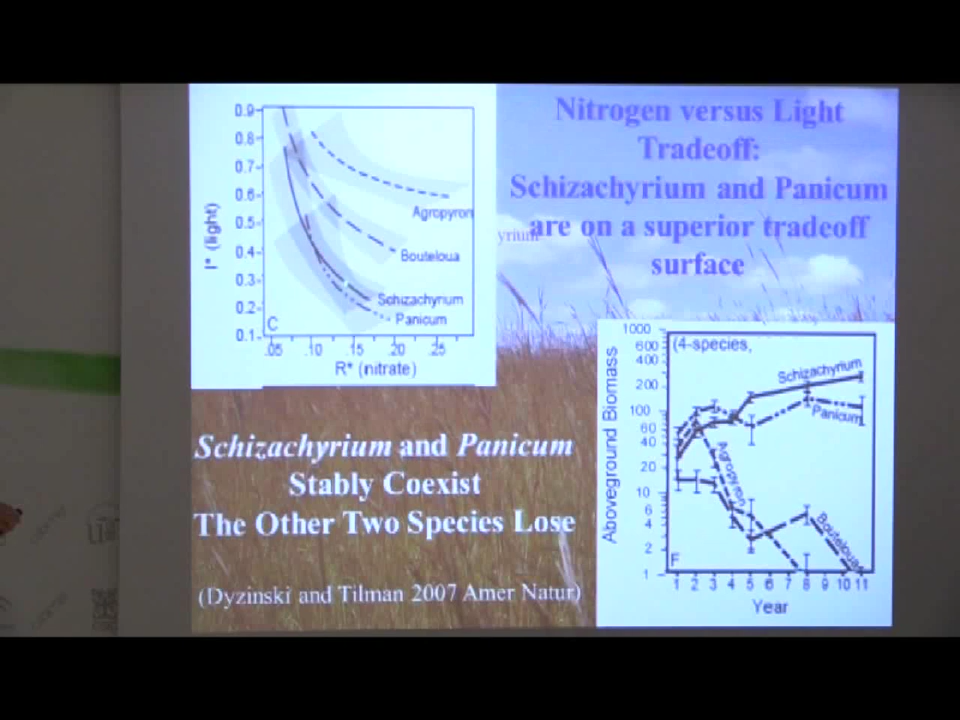 Nitrogen versus Light
Tradeoff:
Schizachyrium and Panicum
are on a superior tradeoff
surface
yrium
0.9
0.8
0.7
0.6
0.5
0.4
0.3
0.2
0.1
I* (light)
Agropyron
Bouteloua
Schizachyrium
Panicum
C
.05 .10 .15 .20 .25
R* (nitrate)
Schizachyrium and Panicum
Stably Coexist
The Other Two Species Lose
(Dyzinski and Tilman 2007 Amer Natur)
1000
600
400
200
100
60
40
20
10
6
4
2
1
Aboveground Biomass
(4-species,
Schizachyrium
Panicum
Agropyron
Bouteloua
F
1 2 3 4 5 6 7 8 9 10 11
Year